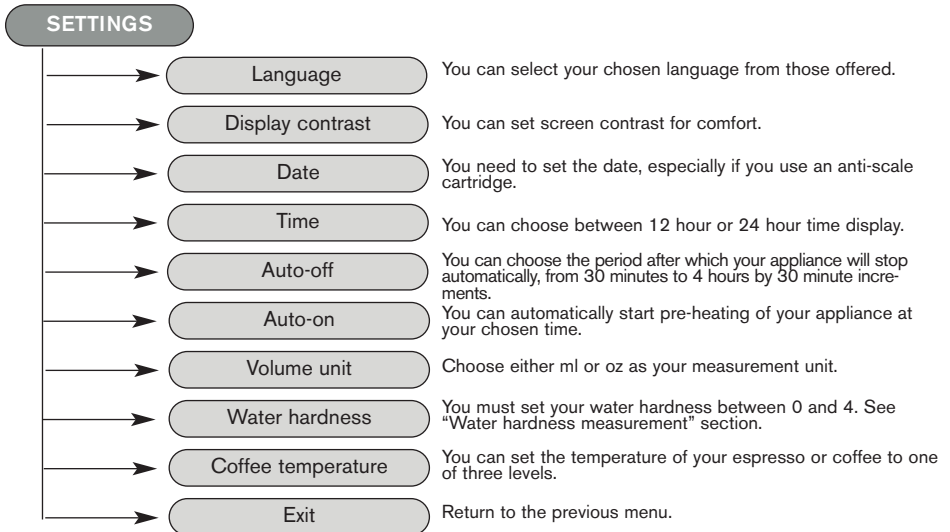 SETTINGS
Language
You can select your chosen language from those offered.
Display contrast
You can set screen contrast for comfort.
Date
You need to set the date, especially if you use an anti-scale
cartridge.
Time
You can choose between 12 hour or 24 hour time display.
Auto-off
You can choose the period after which your appliance will stop
automatically, from 30 minutes to 4 hours by 30 minute incre-
ments.
Auto-on
You can automatically start pre-heating of your appliance at
your chosen time.
Volume unit
Choose either ml or oz as your measurement unit.
Water hardness
You must set your water hardness between 0 and 4. See
“Water hardness measurement” section.
Coffee temperature
You can set the temperature of your espresso or coffee to one
of three levels.
Exit
Return to the previous menu.